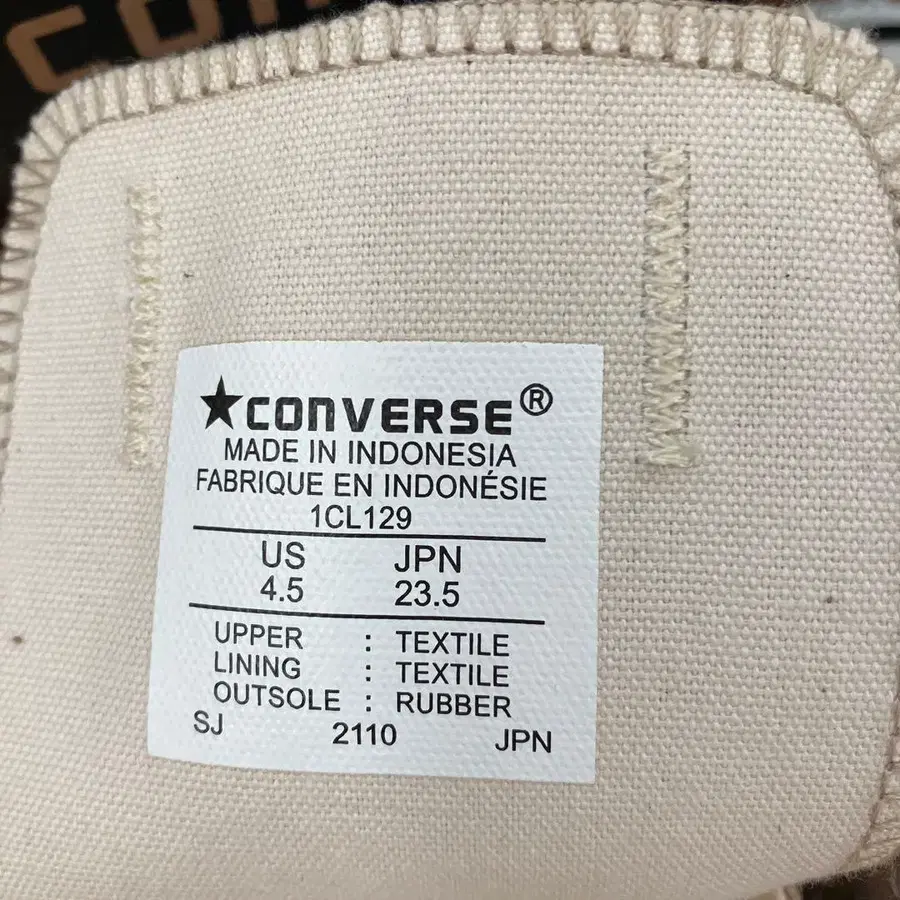 ★CONVERSE®
MADE IN INDONESIA
FABRIQUE EN INDONÉSIE
1CL129
US JPN
4.5 23.5
UPPER : TEXTILE
LINING : TEXTILE
OUTSOLE : RUBBER
SJ 2110 JPN